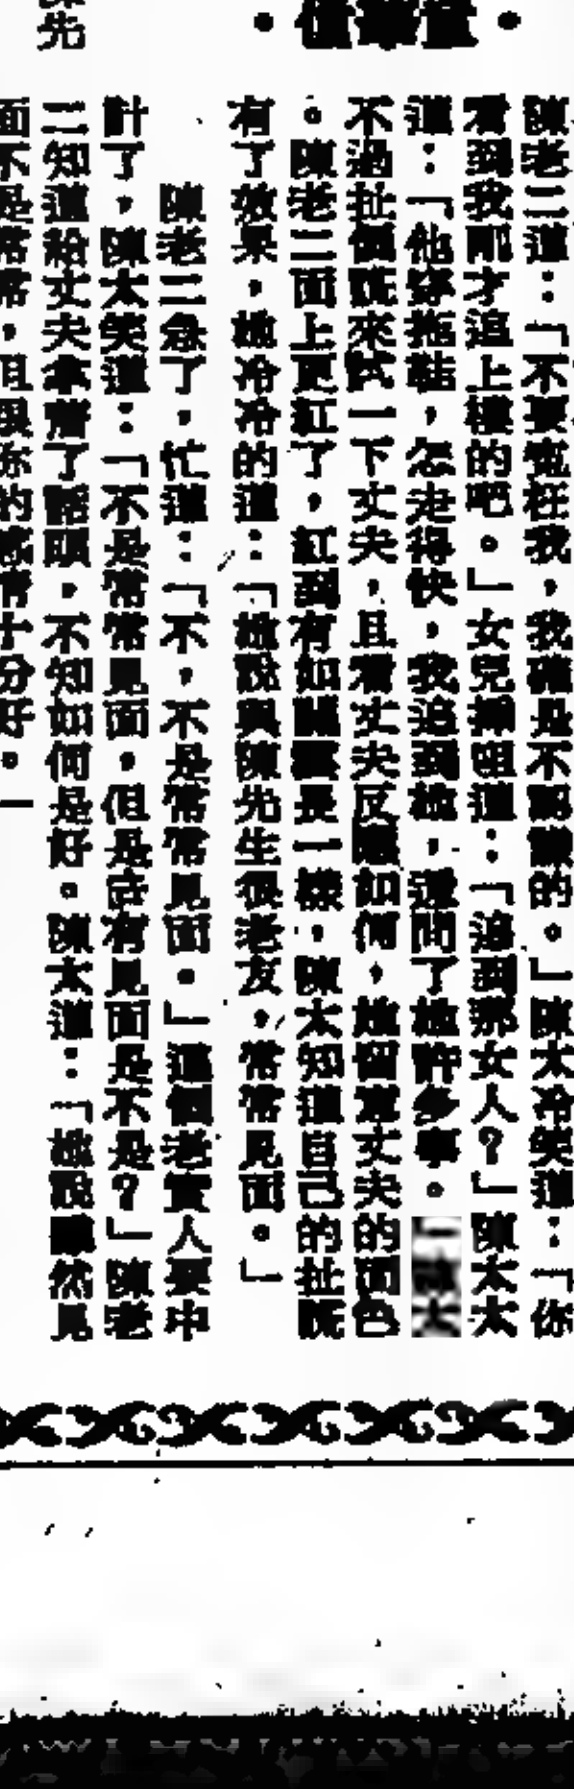 陳老二道：「不要冤枉我，我確是不認識的。」陳太冷笑道：「你
看到我剛才追上樓的吧。」女兒掉咀道：「追到那女人？」陳太太
道：「他穿拖鞋，怎走得快，我追到她，還問了她許多事。」
不過扯個謊來試一下丈夫，且看丈夫反應如何，她留意丈夫的面色
。陳老二面上更紅了，紅到有如關雲長一樣，陳太知道自己的扯謊
有了效果，她冷冷的道：「她說與陳先生很老友，常常見面。」
陳老二急了，忙道：「不，不是常常見面。」這個老實人要中
計了，陳太笑道：「不是常常見面，但是否有見面是不是？」陳老
二知道給丈夫拿着了話頭，不知如何是好。陳太道：「她說雖然見
面不是常常，但跟你的感情十分好。」